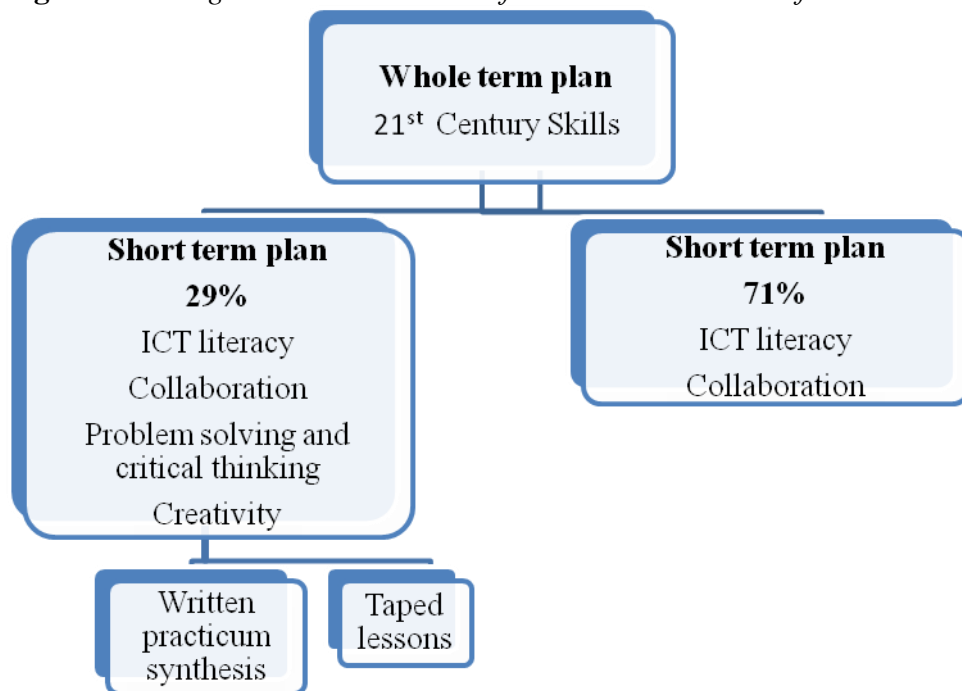 Whole term plan
21st Century Skills
Short term plan
29%
ICT literacy
Collaboration
Problem solving and
critical thinking
Creativity
Short term plan
71%
ICT literacy
Collaboration
Written
practicum
synthesis
Taped
lessons